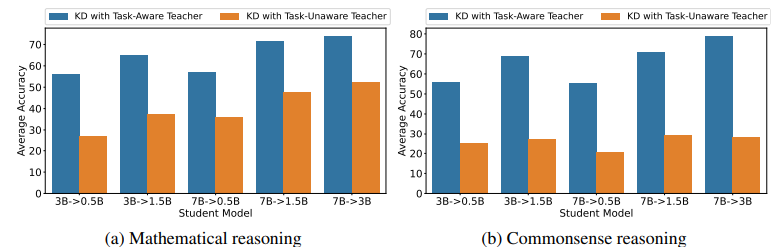 KD with Task-Aware Teacher KD with Task-Unaware Teacher
70
60
50
40
30
20
10
0
Average Accuracy
3B->0.5B 3B->1.5B 7B->0.5B 7B->1.5B 7B->3B
Student Model
(a) Mathematical reasoning
KD with Task-Aware Teacher KD with Task-Unaware Teacher
80
70
60
50
40
30
20
10
0
Average Accuracy
3B->0.5B 3B->1.5B 7B->0.5B 7B->1.5B 7B->3B
Student Model
(b) Commonsense reasoning